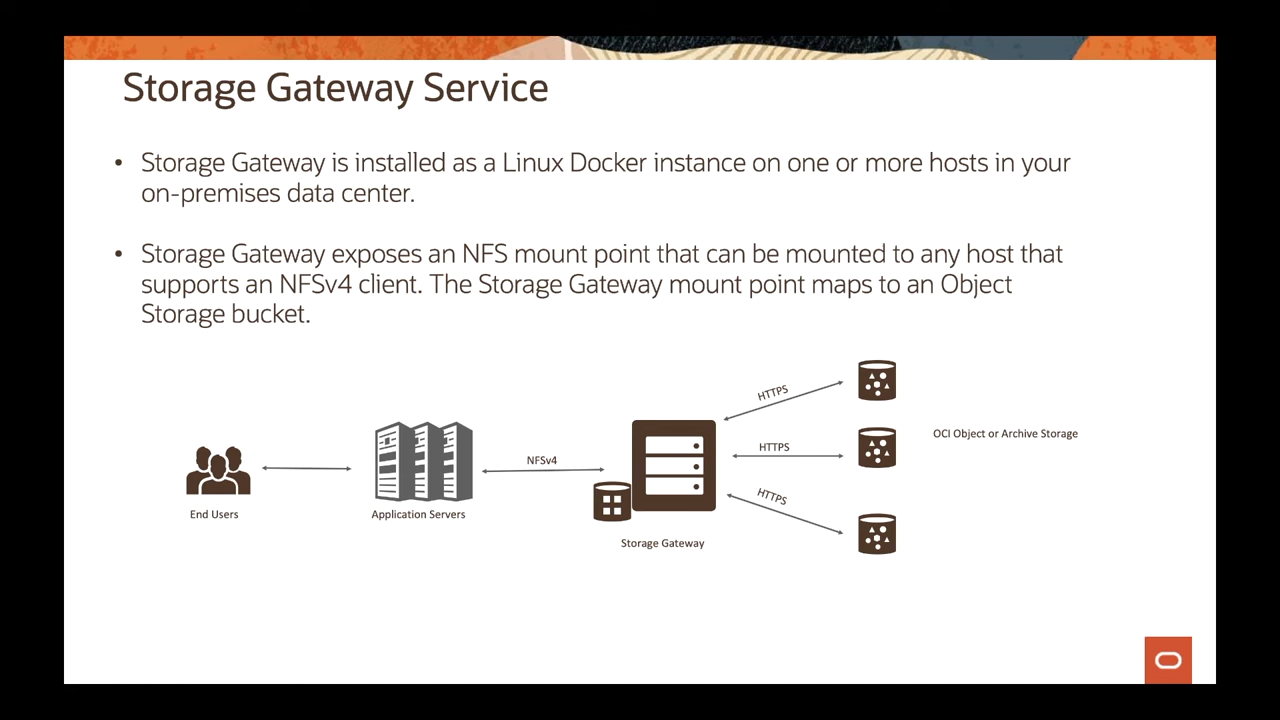 Storage Gateway Service
• Storage Gateway is installed as a Linux Docker instance on one or more hosts in your
on-premises data center.
• Storage Gateway exposes an NFS mount point that can be mounted to any host that
supports an NFSv4 client. The Storage Gateway mount point maps to an Object
Storage bucket.
HTTPS
OCI Object or Archive Storage
HTTPS
NFSv4
HTTPS
End Users
Application Servers
Storage Gateway